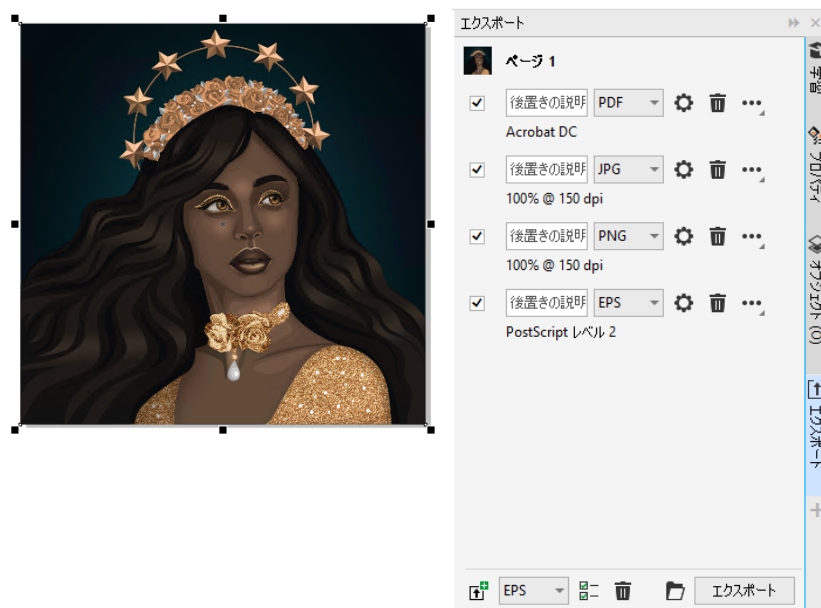 エクスポート
ページ 1
後置きの説明 PDF
Acrobat DC
後置きの説明 JPG
100% @ 150 dpi
後置きの説明 PNG
100% @ 150 dpi
後置きの説明 EPS
PostScript レベル 2
EPS エクスポート
学習
プロパティ
オブジェクト (O)
エクスポート